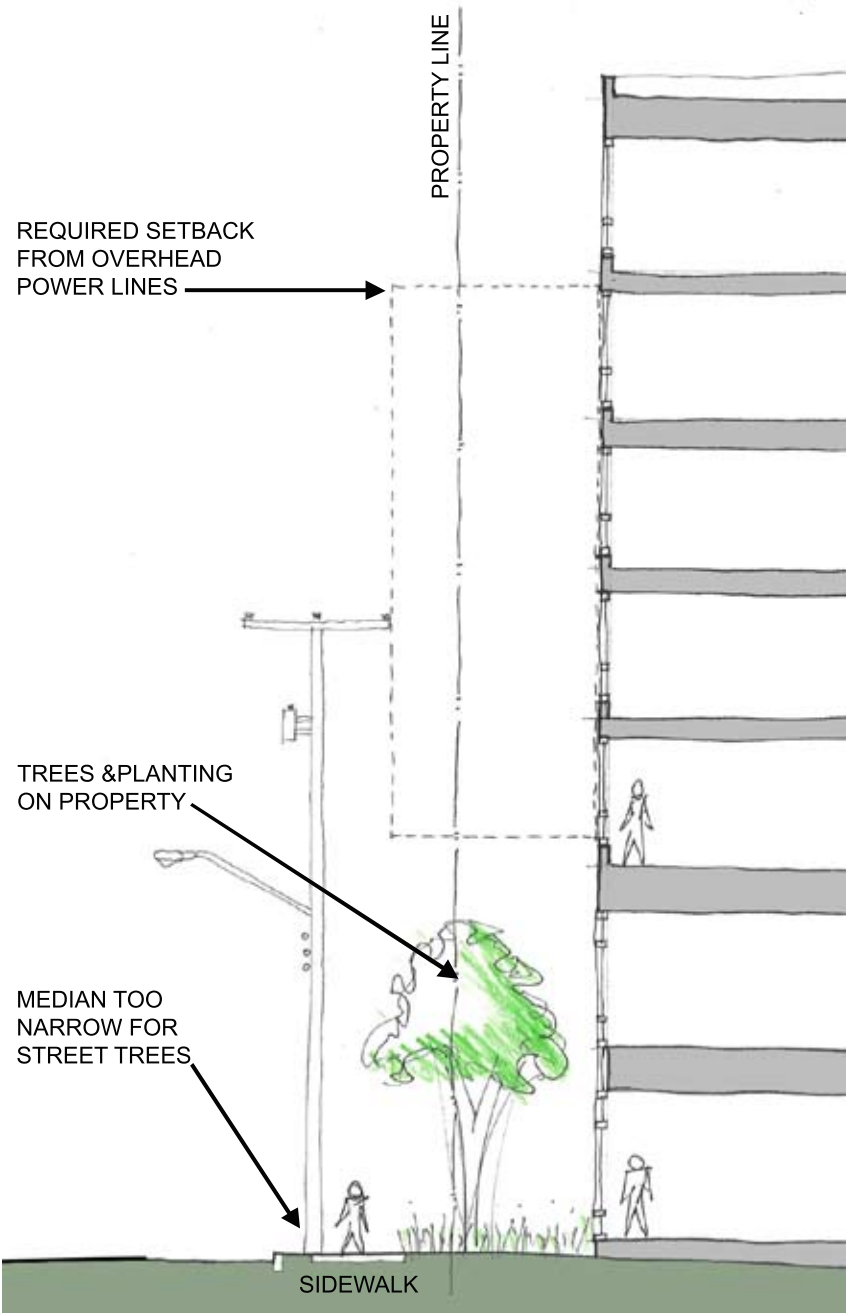 PROPERTY LINE
REQUIRED SETBACK
FROM OVERHEAD
POWER LINES
TREES &PLANTING
ON PROPERTY
MEDIAN TOO
NARROW FOR
STREET TREES
SIDEWALK